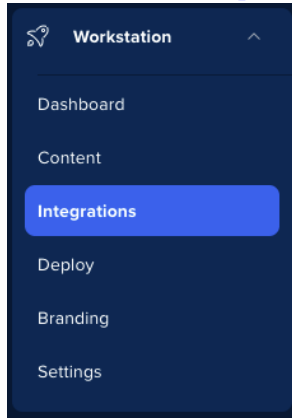 Workstation
Dashboard
Content
Integrations
Deploy
Branding
Settings